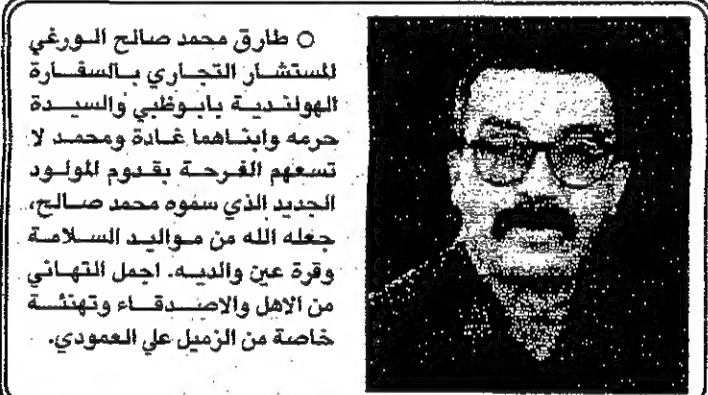 ○ طارق محمد صالح الورغي
المستشار التجاري بالسفارة
الهولندية بابوظبي والسيدة
حرمه وابناهما غادة ومحمد لا
تسعهم الفرحة بقدوم المولود
الجديد الذي سموه محمد صالح،
جعله الله من مواليد السلامة
وقرة عين والديه. اجمل التهاني
من الاهل والاصدقاء وتهنئة
خاصة من الزميل علي العمودي.